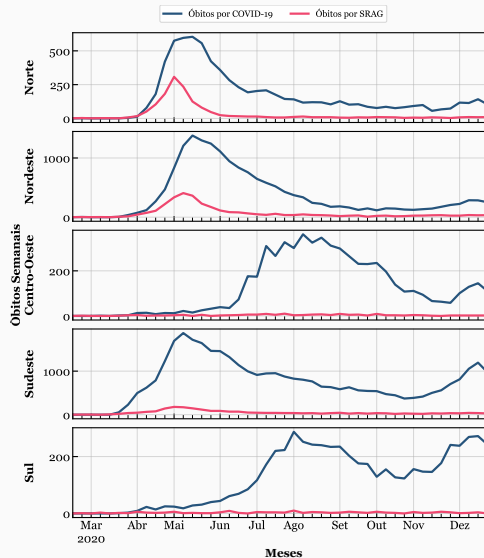 Óbitos por COVID-19 Óbitos por SRAG
Norte
500
250
0
Nordeste
1000
0
Óbitos Semanais
Centro-Oeste
200
0
Sudeste
1000
0
Sul
200
0
Mar Abr Mai Jun Jul Ago Set Out Nov Dez
2020
Meses